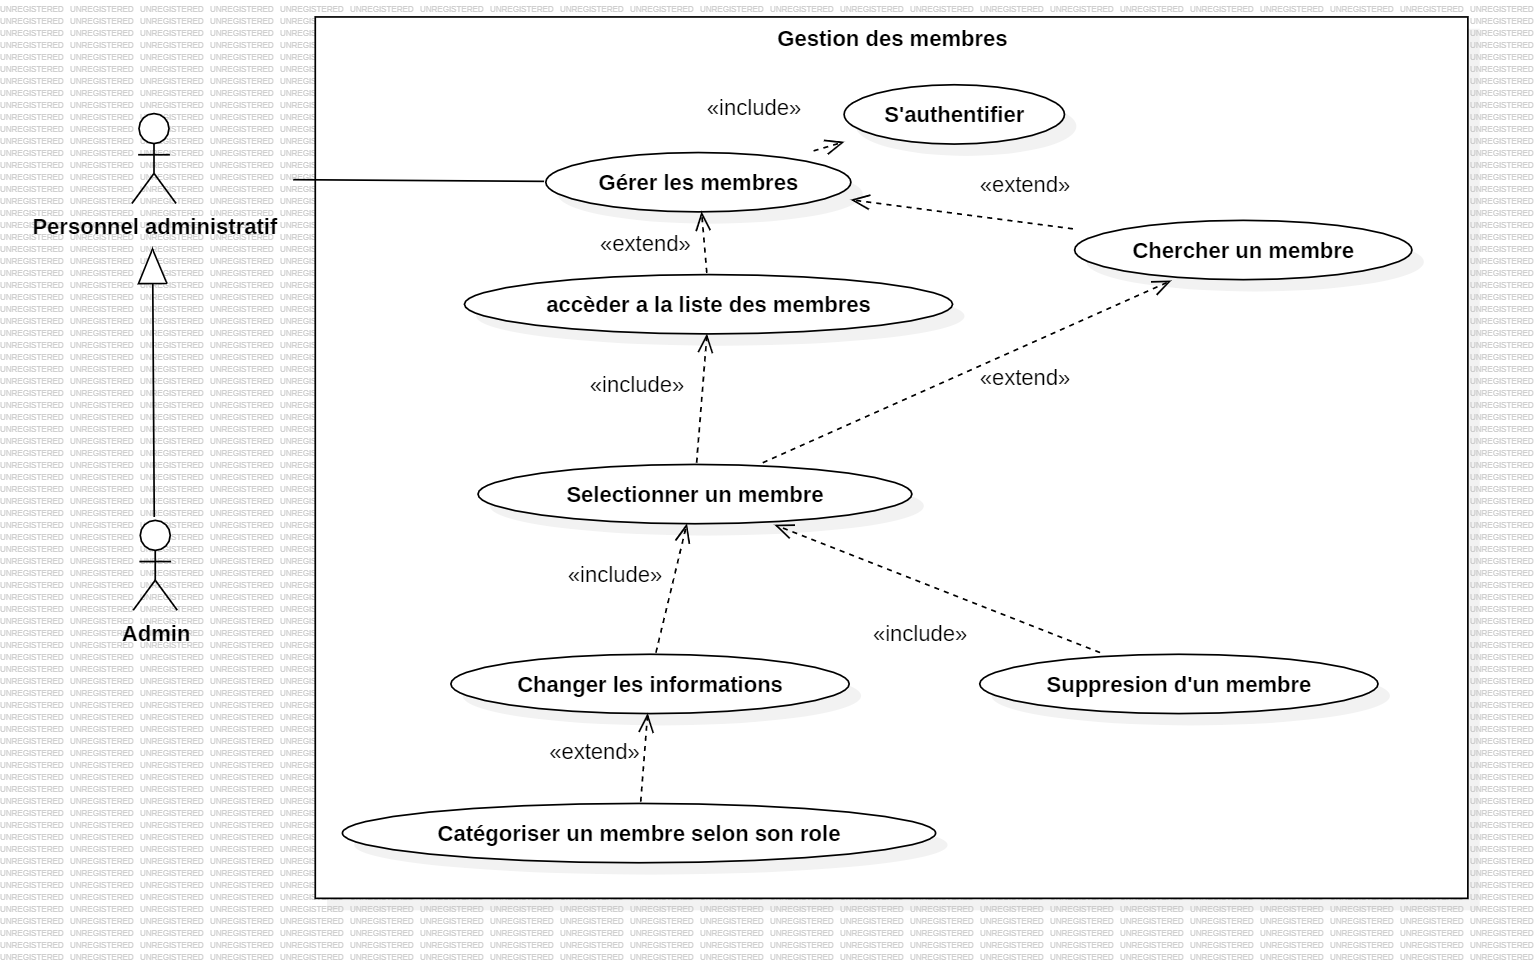 Gestion des membres
«include»
S'authentifier
Gérer les membres
«extend»
Personnel administratif
«extend»
Chercher un membre
accèder a la liste des membres
«include»
«extend»
Selectionner un membre
«include»
«include»
Admin
Changer les informations
Suppresion d'un membre
«extend»
Catégoriser un membre selon son role
UNREGISTERED